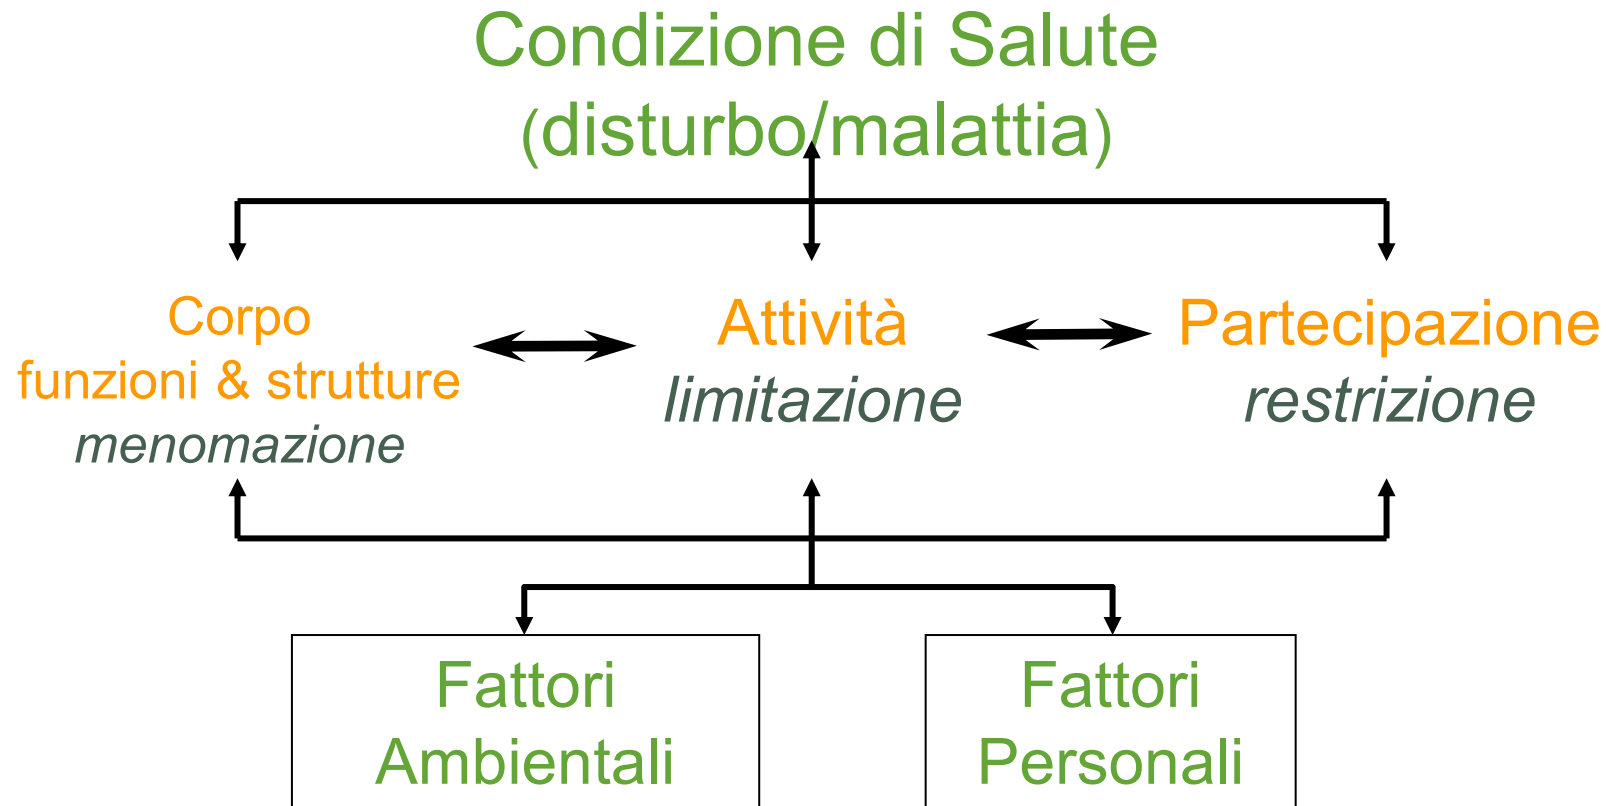 Condizione di Salute
(disturbo/malattia)
Corpo
funzioni & strutture
menomazione
Attività
limitazione
Partecipazione
restrizione
Fattori
Ambientali
Fattori
Personali